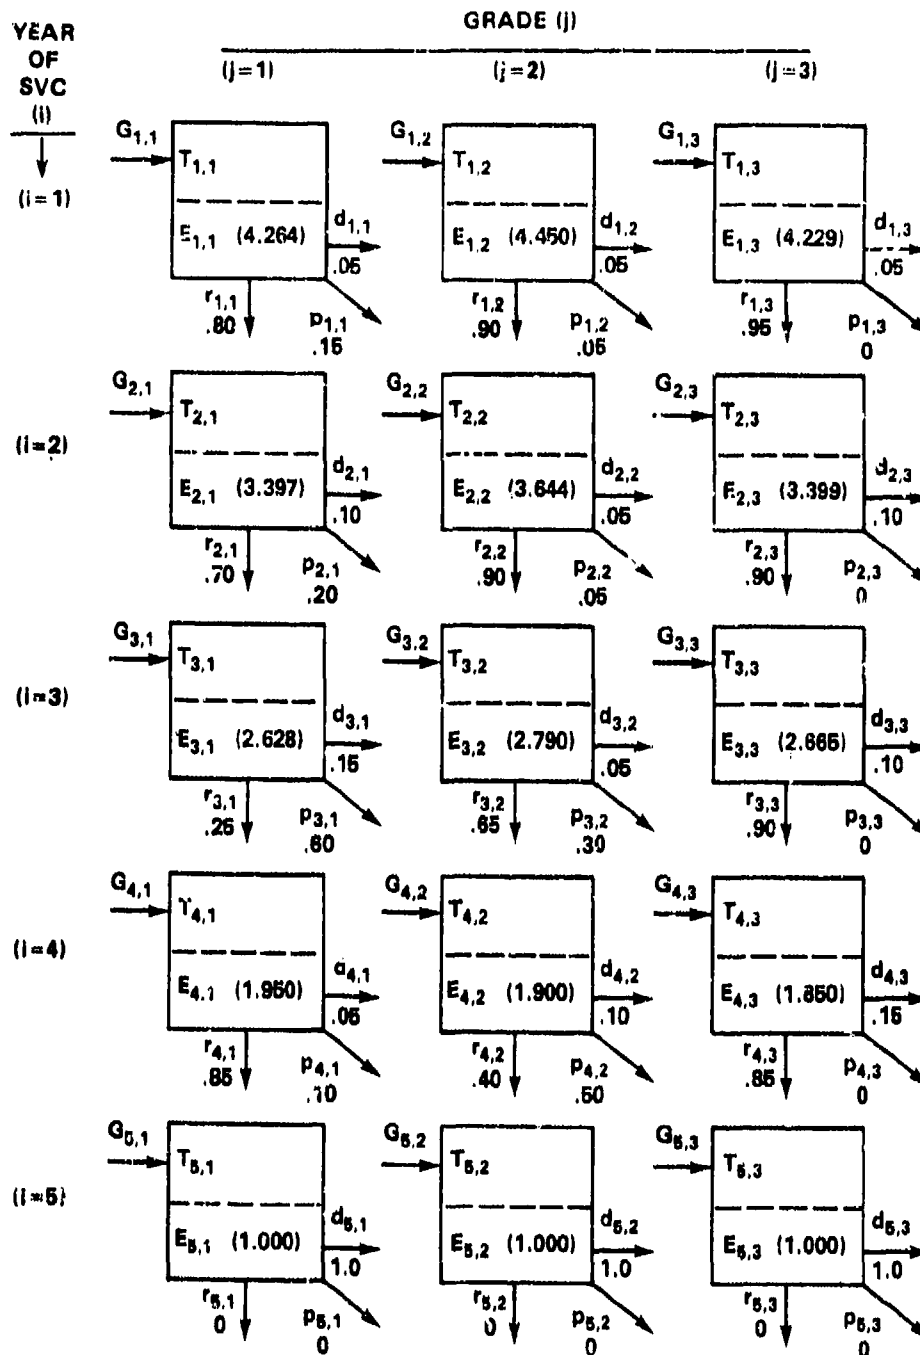 GRADE (j)
YEAR
OF
SVC
(i)
(j=1) (j=2) (j=3)
(i=1)
G1,1 T1,1 G1,2 T1,2 G1,3 T1,3
E1,1 (4.264) d1,1 E1,2 (4.450) d1,2 E1,3 (4.229) d1,3
.05 .05 .05
r1,1 r1,2 r1,3
.80 .90 .95
p1,1 p1,2 p1,3
.15 .05 0
(i=2)
G2,1 T2,1 G2,2 T2,2 G2,3 T2,3
E2,1 (3.397) d2,1 E2,2 (3.644) d2,2 E2,3 (3.399) d2,3
.10 .05 .10
r2,1 r2,2 r2,3
.70 .90 .90
p2,1 p2,2 p2,3
.20 .05 0
(i=3)
G3,1 T3,1 G3,2 T3,2 G3,3 T3,3
E3,1 (2.628) d3,1 E3,2 (2.790) d3,2 E3,3 (2.665) d3,3
.15 .05 .10
r3,1 r3,2 r3,3
.25 .65 .90
p3,1 p3,2 p3,3
.60 .30 0
(i=4)
G4,1 T4,1 G4,2 T4,2 G4,3 T4,3
E4,1 (1.950) d4,1 E4,2 (1.900) d4,2 E4,3 (1.850) d4,3
.05 .10 .15
r4,1 r4,2 r4,3
.85 .40 .85
p4,1 p4,2 p4,3
.10 .50 0
(i=5)
G5,1 T5,1 G5,2 T5,2 G5,3 T5,3
E5,1 (1.000) d5,1 E5,2 (1.000) d5,2 E5,3 (1.000) d5,3
1.0 1.0 1.0
r5,1 r5,2 r5,3
0 0 0
p5,1 p5,2 p5,3
0 0 0